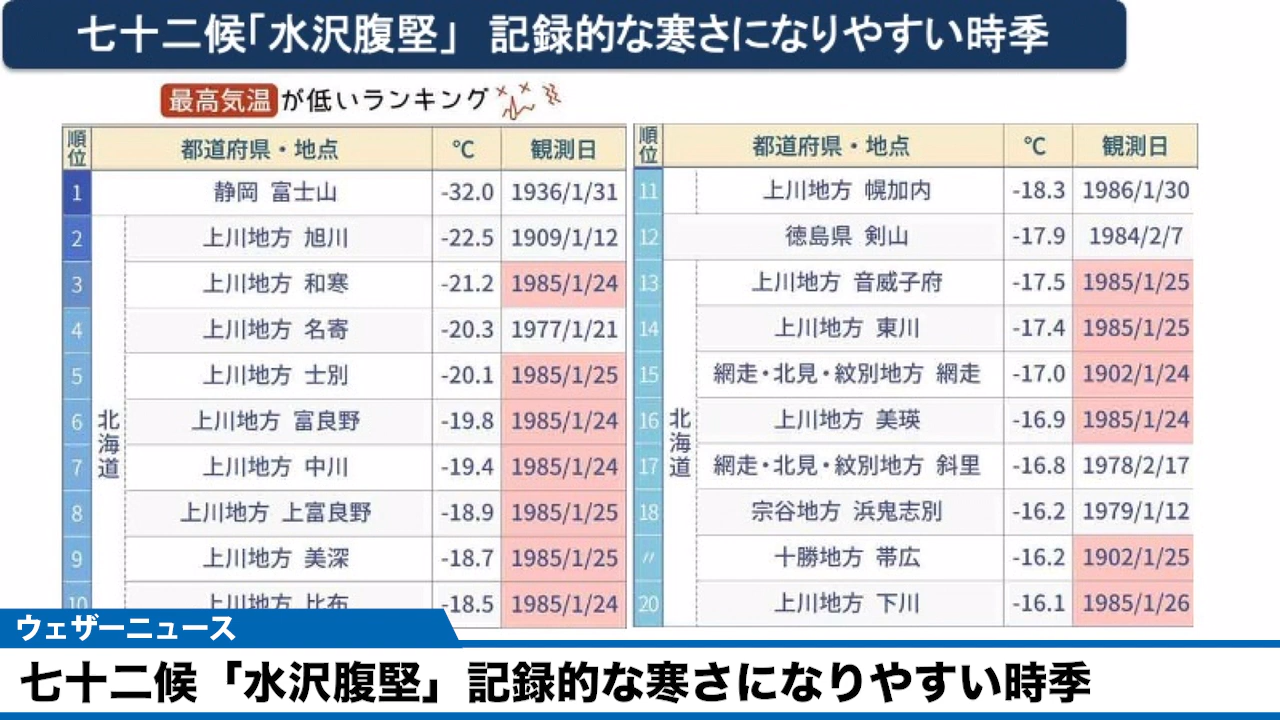 七十二候「水沢腹堅」 記録的な寒さになりやすい時季
最高気温が低いランキング
順位 都道府県・地点 ℃ 観測日
1 静岡 富士山 -32.0 1936/1/31
2 上川地方 旭川 -22.5 1909/1/12
3 上川地方 和寒 -21.2 1985/1/24
4 上川地方 名寄 -20.3 1977/1/21
5 上川地方 士別 -20.1 1985/1/25
6 上川地方 富良野 -19.8 1985/1/24
7 上川地方 中川 -19.4 1985/1/24
8 上川地方 上富良野 -18.9 1985/1/25
9 上川地方 美深 -18.7 1985/1/25
10 上川地方 比布 -18.5 1985/1/24
北海道
順位 都道府県・地点 ℃ 観測日
11 上川地方 幌加内 -18.3 1986/1/30
12 徳島県 剣山 -17.9 1984/2/7
13 上川地方 音威子府 -17.5 1985/1/25
14 上川地方 東川 -17.4 1985/1/25
15 網走・北見・紋別地方 網走 -17.0 1902/1/24
16 上川地方 美瑛 -16.9 1985/1/24
17 網走・北見・紋別地方 斜里 -16.8 1978/2/17
18 宗谷地方 浜鬼志別 -16.2 1979/1/12
〃 十勝地方 帯広 -16.2 1902/1/25
20 上川地方 下川 -16.1 1985/1/26
北海道
ウェザーニュース
七十二候「水沢腹堅」記録的な寒さになりやすい時季